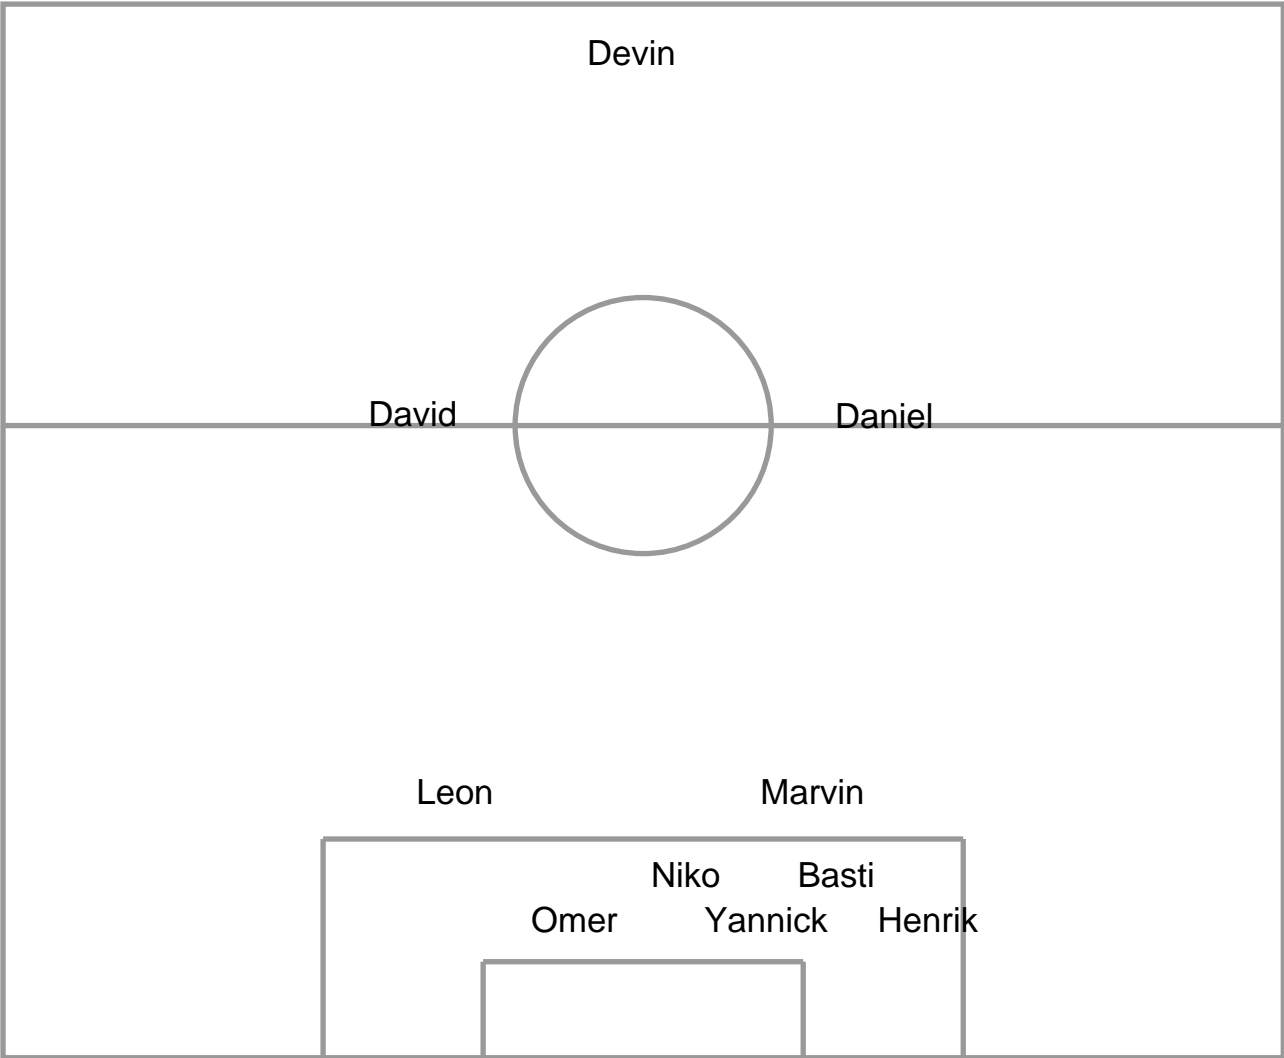 Devin
David Daniel
Leon Marvin
Niko Basti
Omer Yannick Henrik